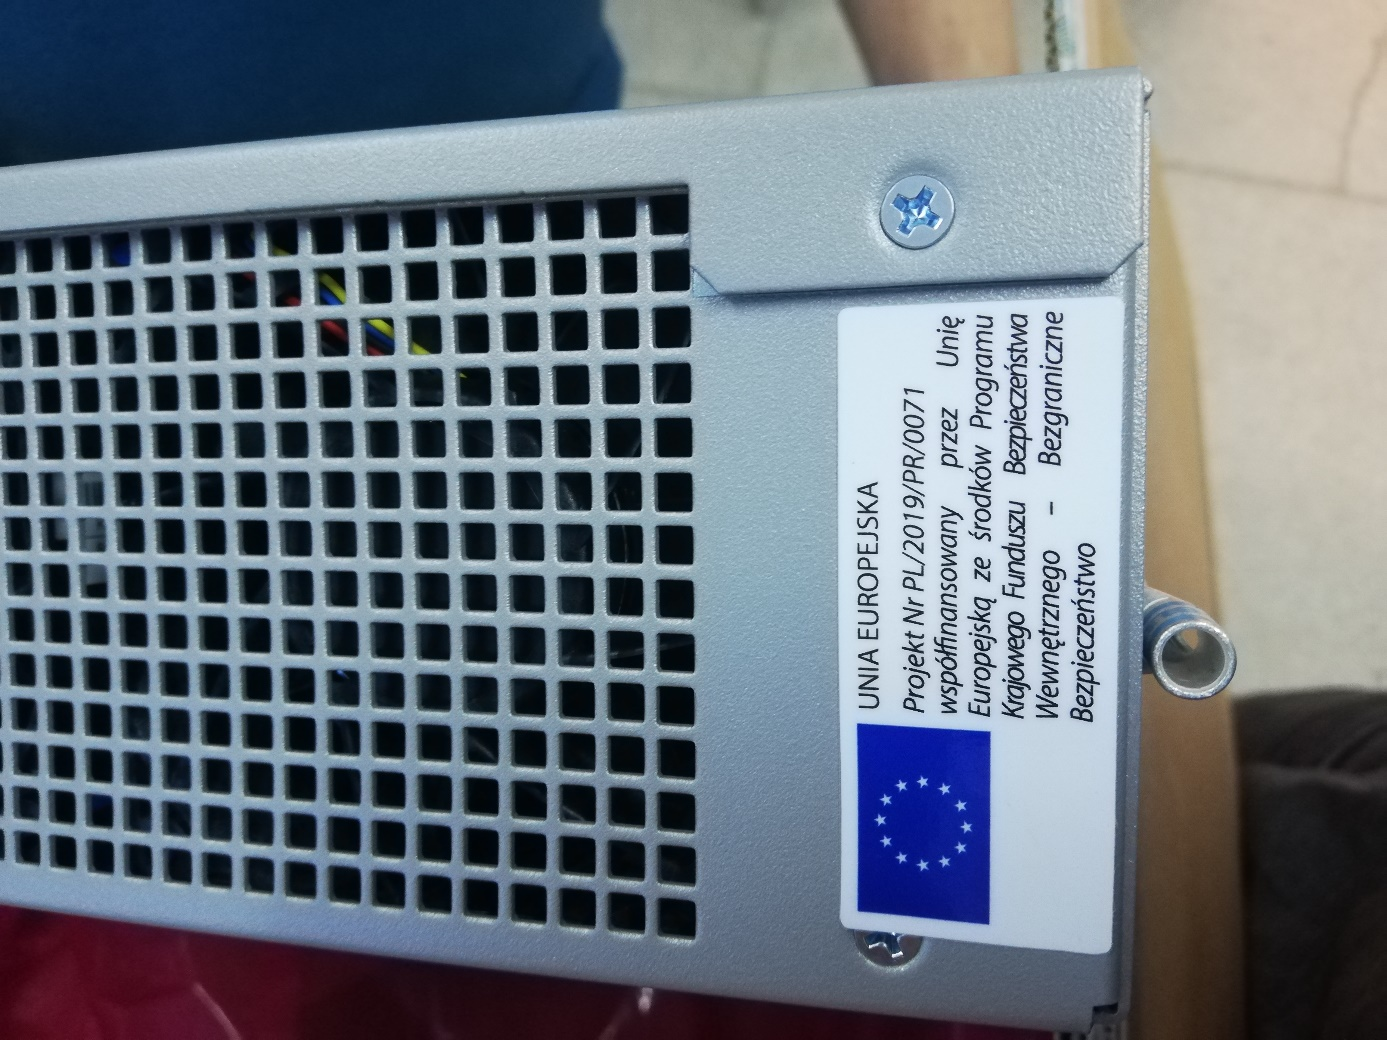 UNIA EUROPEJSKA
Projekt Nr PL/2019/PR/0071
współfinansowany przez Unię
Europejską ze środków Programu
Krajowego Funduszu Bezpieczeństwa
Wewnętrznego – Bezgraniczne
Bezpieczeństwo